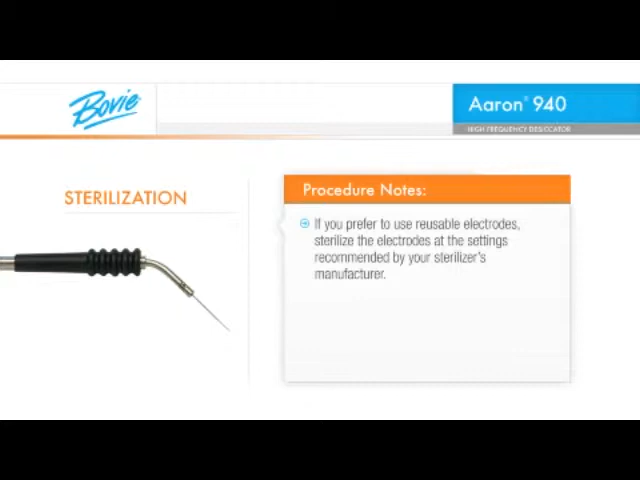 Bovie
Aaron® 940
HIGH FREQUENCY DESICCATOR
STERILIZATION
Procedure Notes:
If you prefer to use reusable electrodes,
sterilize the electrodes at the settings
recommended by your sterilizer's
manufacturer.